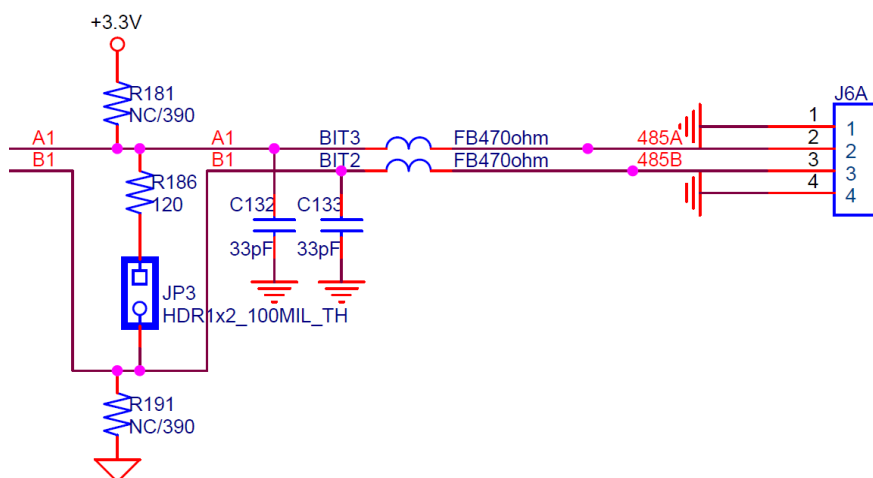 +3.3V
R181
NC/390
J6A
A1
A1
BIT3
FB470ohm
485A
1
1
2
2
B1
B1
BIT2
FB470ohm
485B
3
3
4
4
R186
120
C132
33pF
C133
33pF
JP3
HDR1x2_100MIL_TH
R191
NC/390